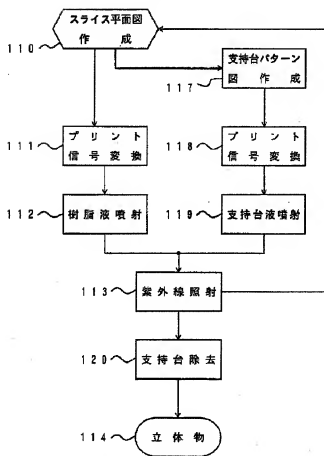 110
スライス平面図
作成
支持台パターン
図作成
117
111
プリント
信号変換
118
プリント
信号変換
112
樹脂液噴射
119
支持台液噴射
113
紫外線照射
120
支持台除去
114
立体物